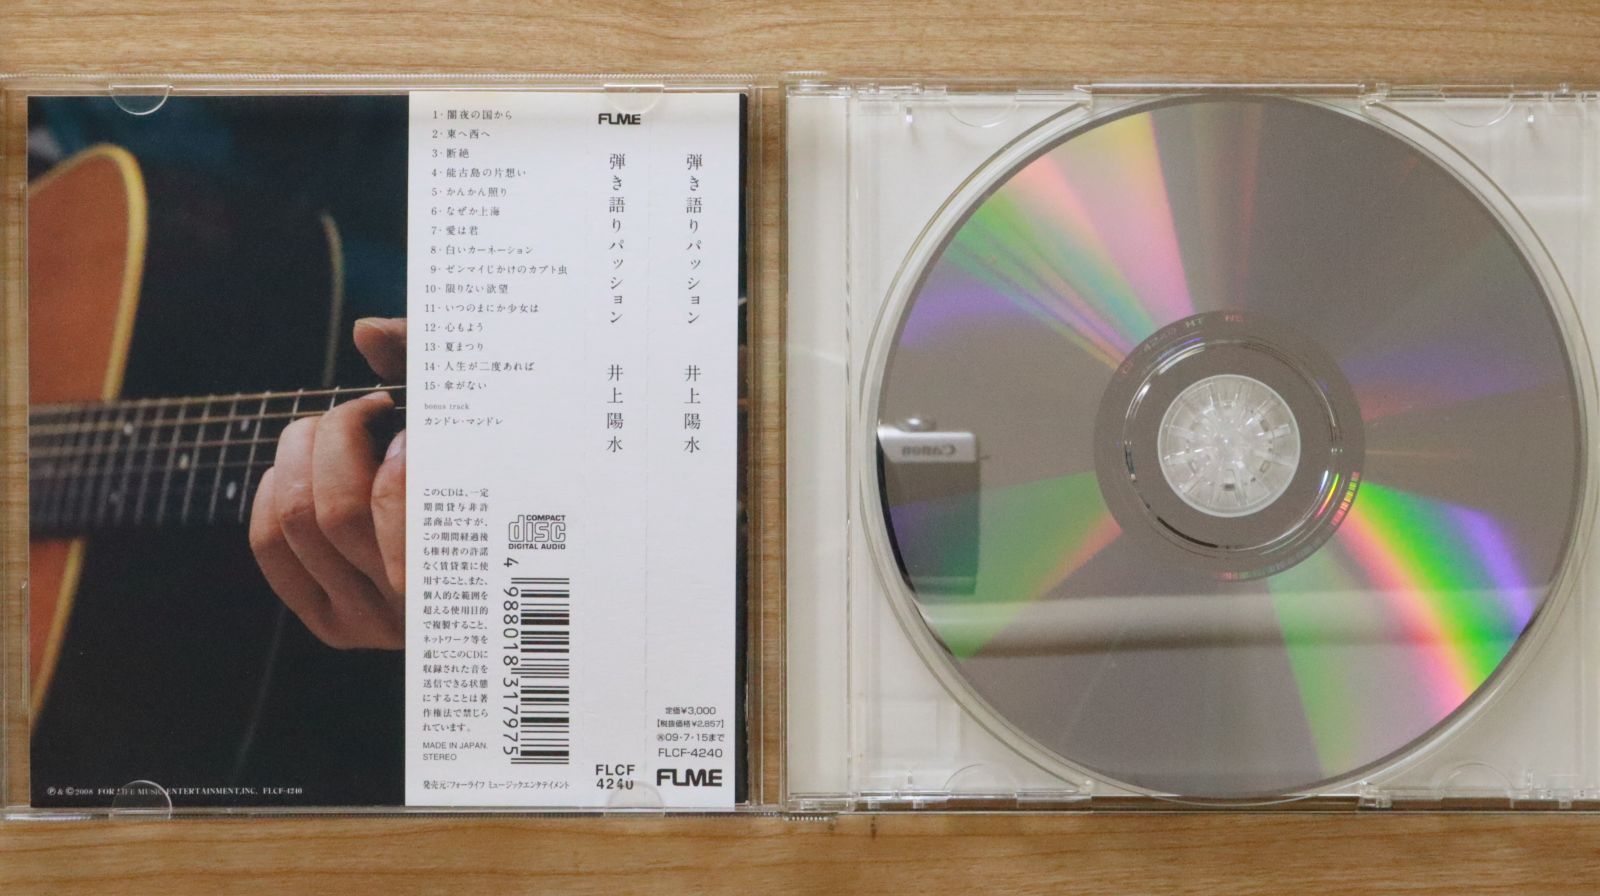 1・闇夜の国から
2・東へ西へ
3・断絶
4・能古島の片想い
5・かんかん照り
6・なぜか上海
7・愛は君
8・白いカーネーション
9・ゼンマイじかけのカブト虫
10・限りない欲望
11・いつのまにか少女は
12・心もよう
13・夏まつり
14・人生が二度あれば
15・傘がない
bonus track
カンドレ・マンドレ
このCDは、一定
期間貸与非許
諾商品ですが、
この期間経過後
も権利者の許諾
なく賃貸業に使
用すること、また、
個人的な範囲を
超える使用目的
で複製すること、
ネットワーク等を
通じてこのCDに
収録された音を
送信できる状態
にすることは著
作権法で禁じら
れています。
MADE IN JAPAN.
STEREO
発売元:フォーライフ ミュージックエンタテイメント
COMPACT
disc
DIGITAL AUDIO
4 988018 317975
FLME
弾き語りパッション 井上陽水
FLCF
4240
弾き語りパッション 井上陽水
定価¥3,000
【税抜価格¥2,857】
09・7・15まで
FLCF-4240
FLME
Ⓟ & ©2008 FOR LIFE MUSIC ENTERTAINMENT, INC. FLCF-4240
Canon